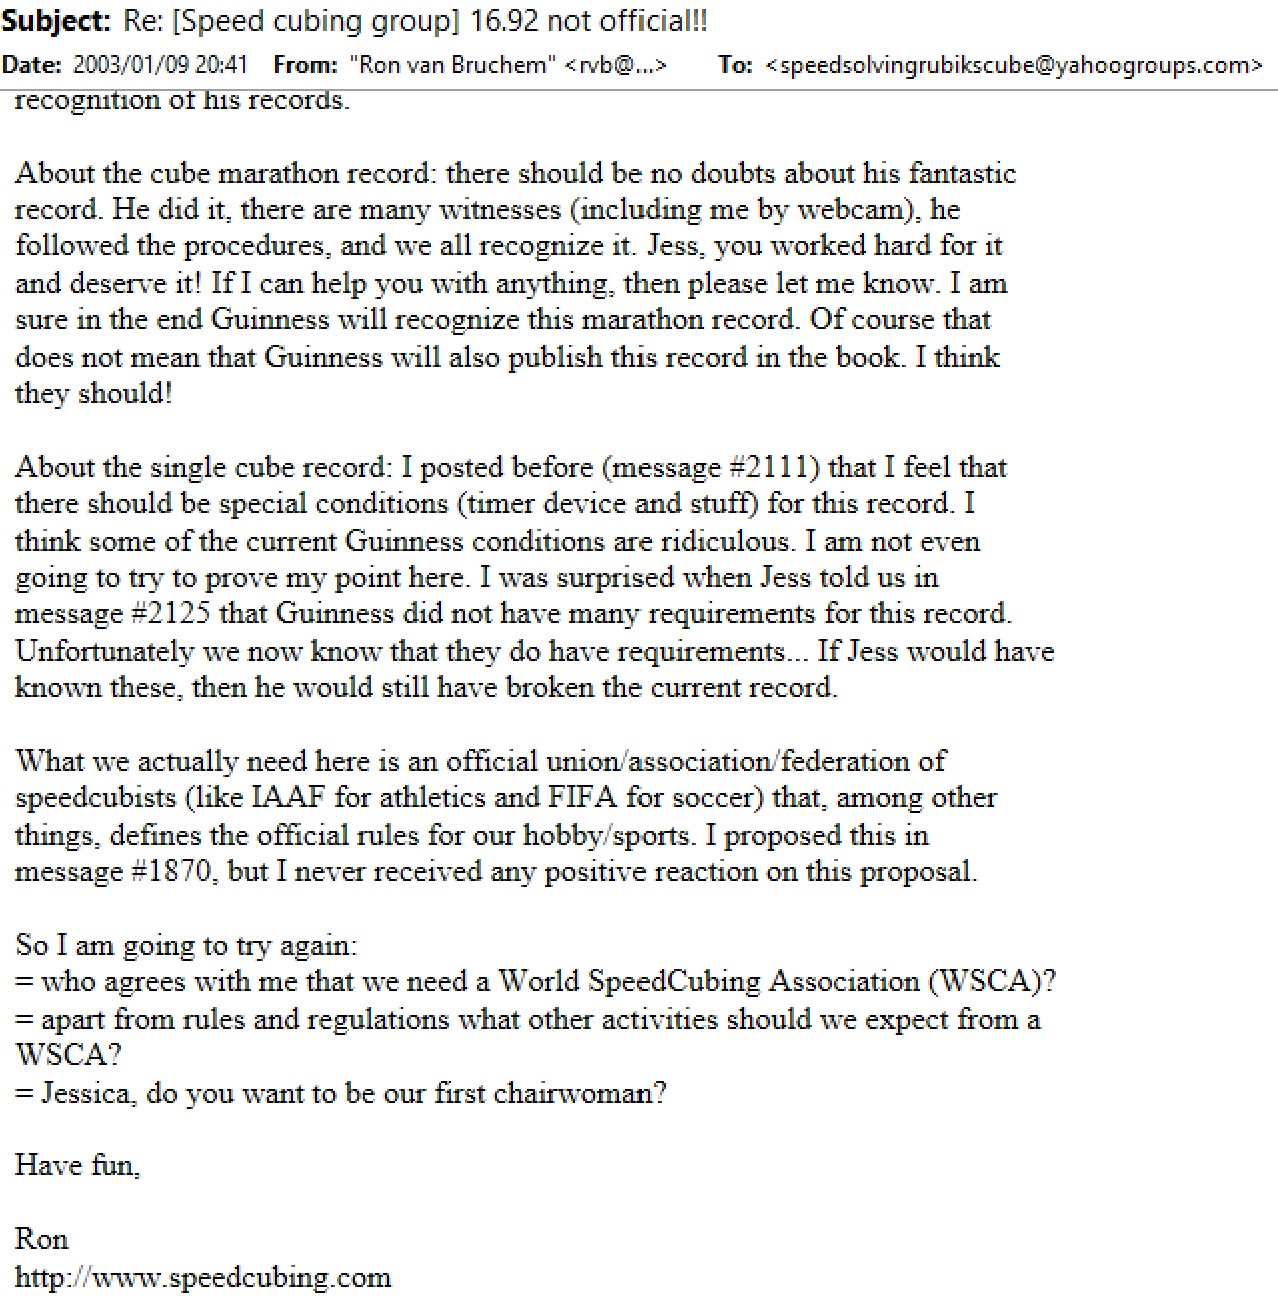 Subject: Re: [Speed cubing group] 16.92 not official!!
Date: 2003/01/09 20:41 From: "Ron van Bruchem" <rvb@...> To: <speedsolvingrubikscube@yahoogroups.com>
recognition of his records.
About the cube marathon record: there should be no doubts about his fantastic
record. He did it, there are many witnesses (including me by webcam), he
followed the procedures, and we all recognize it. Jess, you worked hard for it
and deserve it! If I can help you with anything, then please let me know. I am
sure in the end Guinness will recognize this marathon record. Of course that
does not mean that Guinness will also publish this record in the book. I think
they should!
About the single cube record: I posted before (message #2111) that I feel that
there should be special conditions (timer device and stuff) for this record. I
think some of the current Guinness conditions are ridiculous. I am not even
going to try to prove my point here. I was surprised when Jess told us in
message #2125 that Guinness did not have many requirements for this record.
Unfortunately we now know that they do have requirements... If Jess would have
known these, then he would still have broken the current record.
What we actually need here is an official union/association/federation of
speedcubists (like IAAF for athletics and FIFA for soccer) that, among other
things, defines the official rules for our hobby/sports. I proposed this in
message #1870, but I never received any positive reaction on this proposal.
So I am going to try again:
= who agrees with me that we need a World SpeedCubing Association (WSCA)?
= apart from rules and regulations what other activities should we expect from a
WSCA?
= Jessica, do you want to be our first chairwoman?
Have fun,
Ron
http://www.speedcubing.com